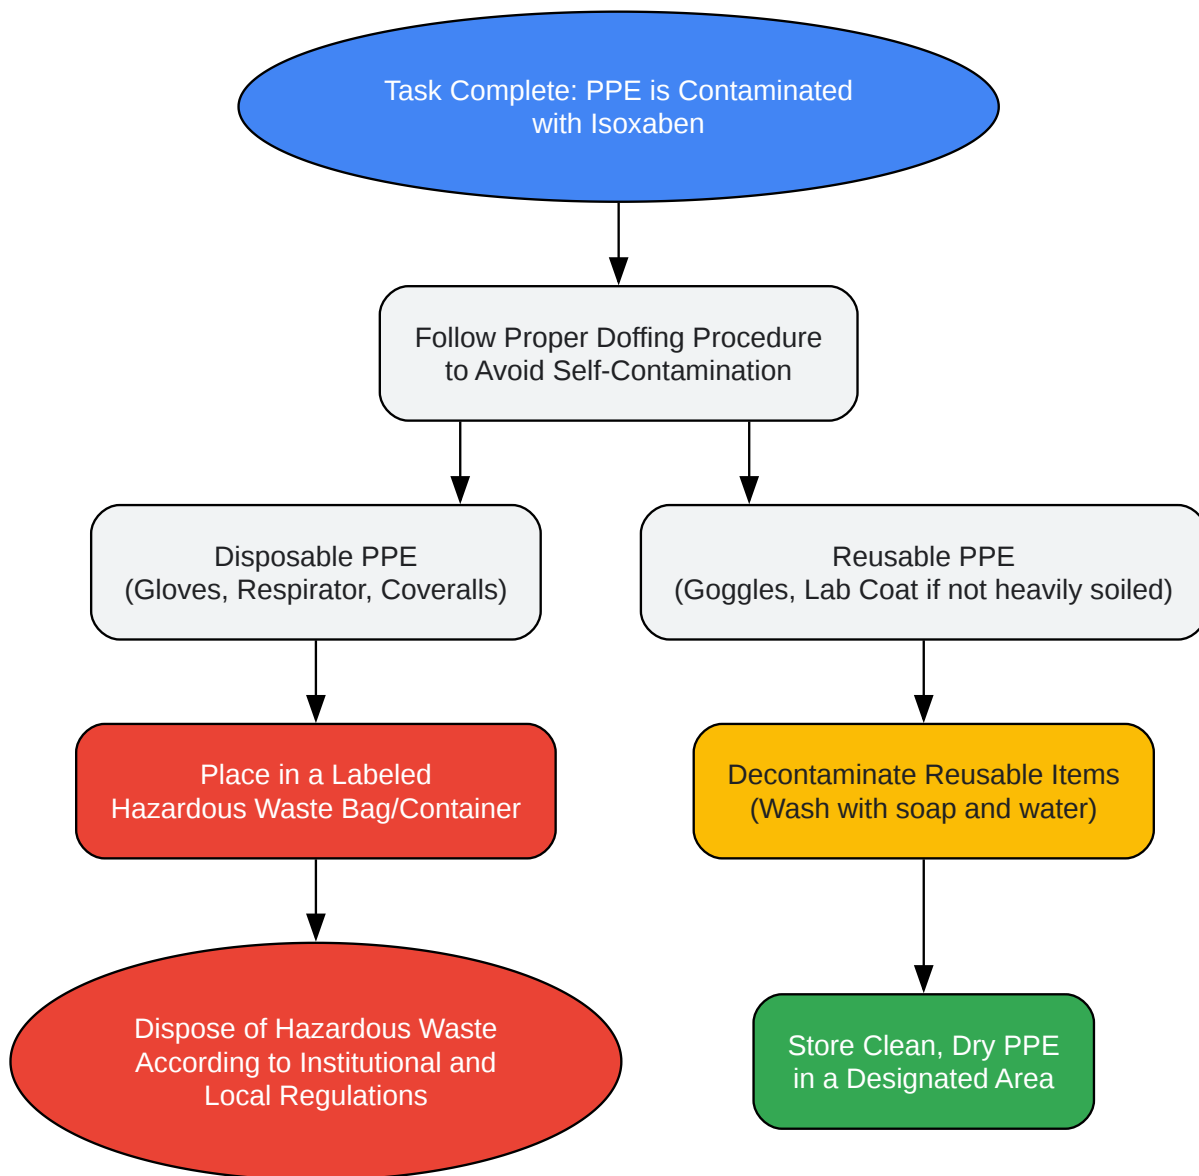 Task Complete: PPE is Contaminated
with Isoxaben
Follow Proper Doffing Procedure
to Avoid Self-Contamination
Disposable PPE
(Gloves, Respirator, Coveralls)
Reusable PPE
(Goggles, Lab Coat if not heavily soiled)
Place in a Labeled
Hazardous Waste Bag/Container
Decontaminate Reusable Items
(Wash with soap and water)
Dispose of Hazardous Waste
According to Institutional and
Local Regulations
Store Clean, Dry PPE
in a Designated Area